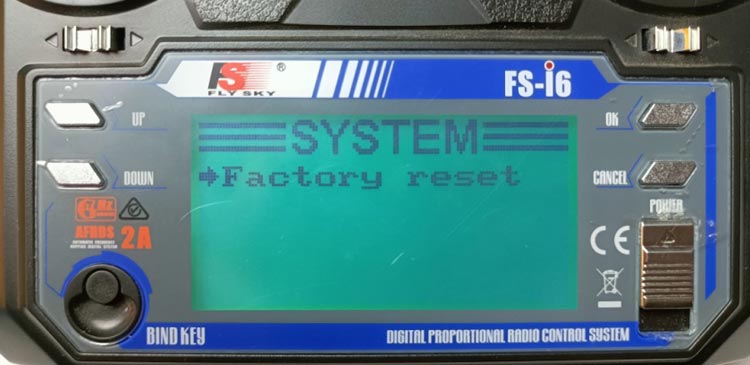 FS®
FLY SKY
FS-i6
UP
OK
SYSTEM
DOWN
➔Factory reset
CANCEL
POWER
AFHDS 2A
CE
BIND KEY
DIGITAL PROPORTIONAL RADIO CONTROL SYSTEM